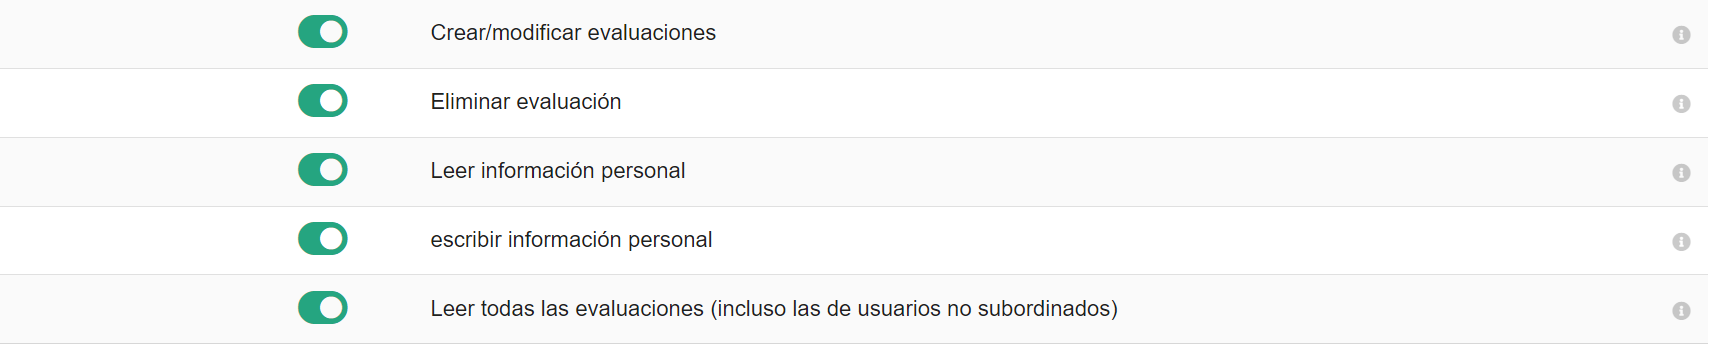 Crear/modificar evaluaciones
Eliminar evaluación
Leer información personal
escribir información personal
Leer todas las evaluaciones (incluso las de usuarios no subordinados)